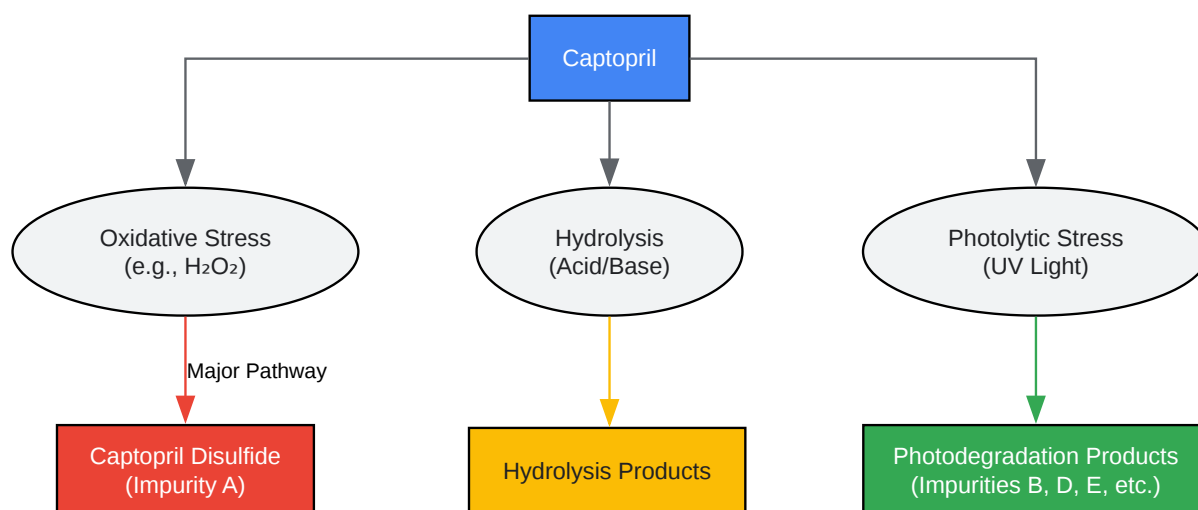 Captopril
Oxidative Stress
(e.g., H₂O₂)
Hydrolysis
(Acid/Base)
Photolytic Stress
(UV Light)
Major Pathway
Captopril Disulfide
(Impurity A)
Hydrolysis Products
Photodegradation Products
(Impurities B, D, E, etc.)